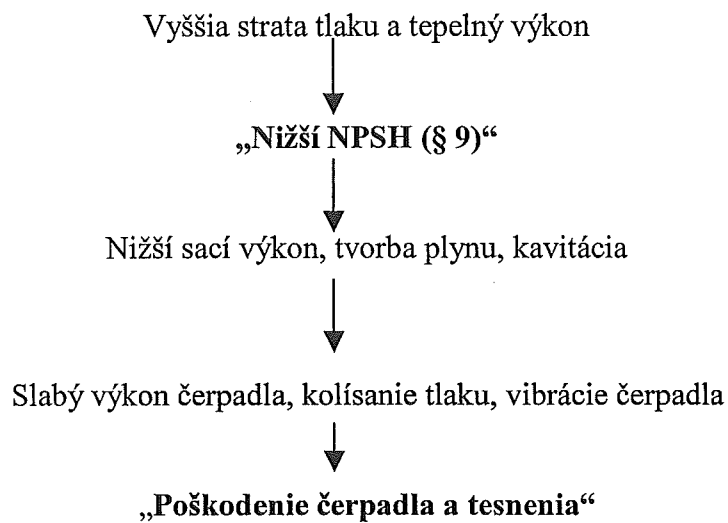 Vyššia strata tlaku a tepelný výkon
„Nižší NPSH (§ 9)“
Nižší sací výkon, tvorba plynu, kavitácia
Slabý výkon čerpadla, kolísanie tlaku, vibrácie čerpadla
„Poškodenie čerpadla a tesnenia“